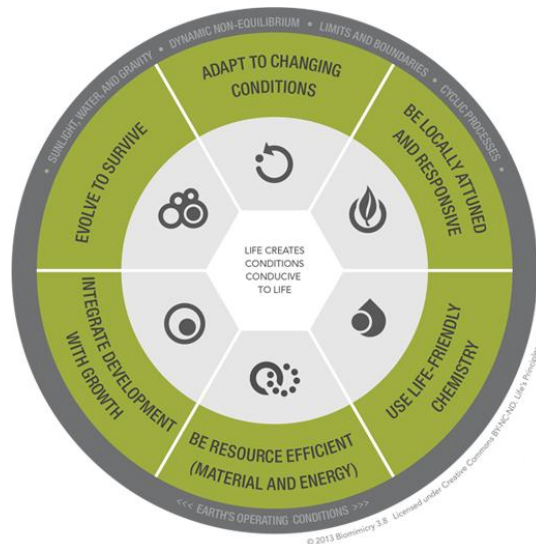 • SUNLIGHT, WATER, AND GRAVITY • DYNAMIC NON-EQUILIBRIUM • LIMITS AND BOUNDARIES • CYCLIC PROCESSES •
ADAPT TO CHANGING
CONDITIONS
BE LOCALLY ATTUNED
AND RESPONSIVE
USE LIFE-FRIENDLY
CHEMISTRY
BE RESOURCE EFFICIENT
(MATERIAL AND ENERGY)
INTEGRATE DEVELOPMENT
WITH GROWTH
EVOLVE TO SURVIVE
LIFE CREATES
CONDITIONS
CONDUCIVE
TO LIFE
<<< EARTH'S OPERATING CONDITIONS >>>
© 2013 Biomimicry 3.8 Licensed under Creative Commons BY-NC-ND. Life's